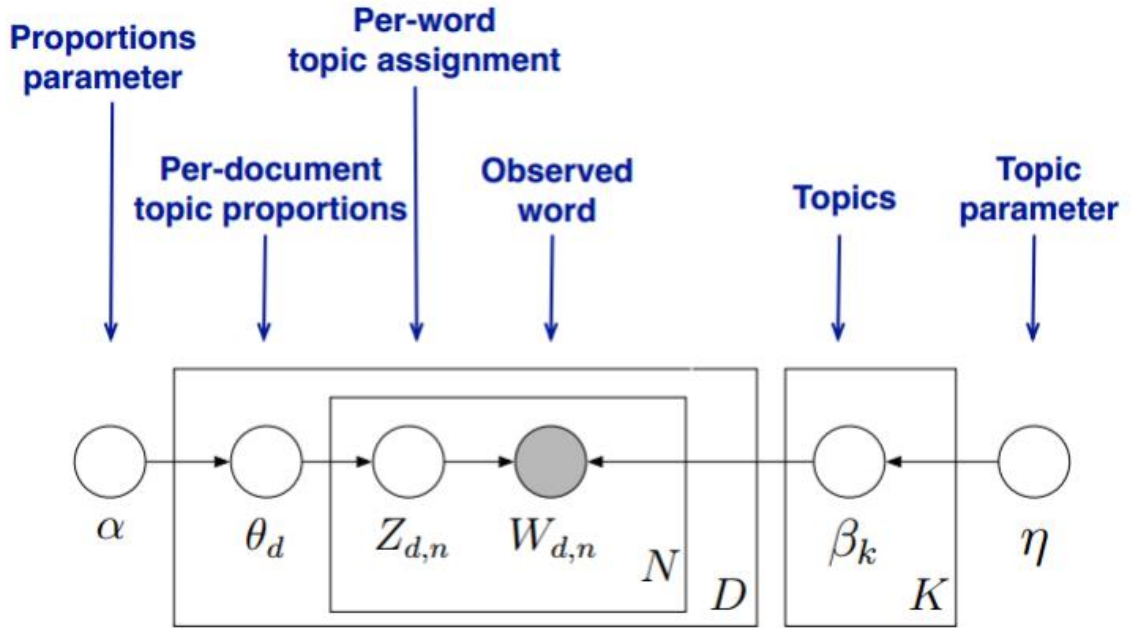 Proportions
parameter
Per-word
topic assignment
Per-document
topic proportions
Observed
word
Topics
Topic
parameter
α
θd
Zd,n
Wd,n
N
D
βk
K
η